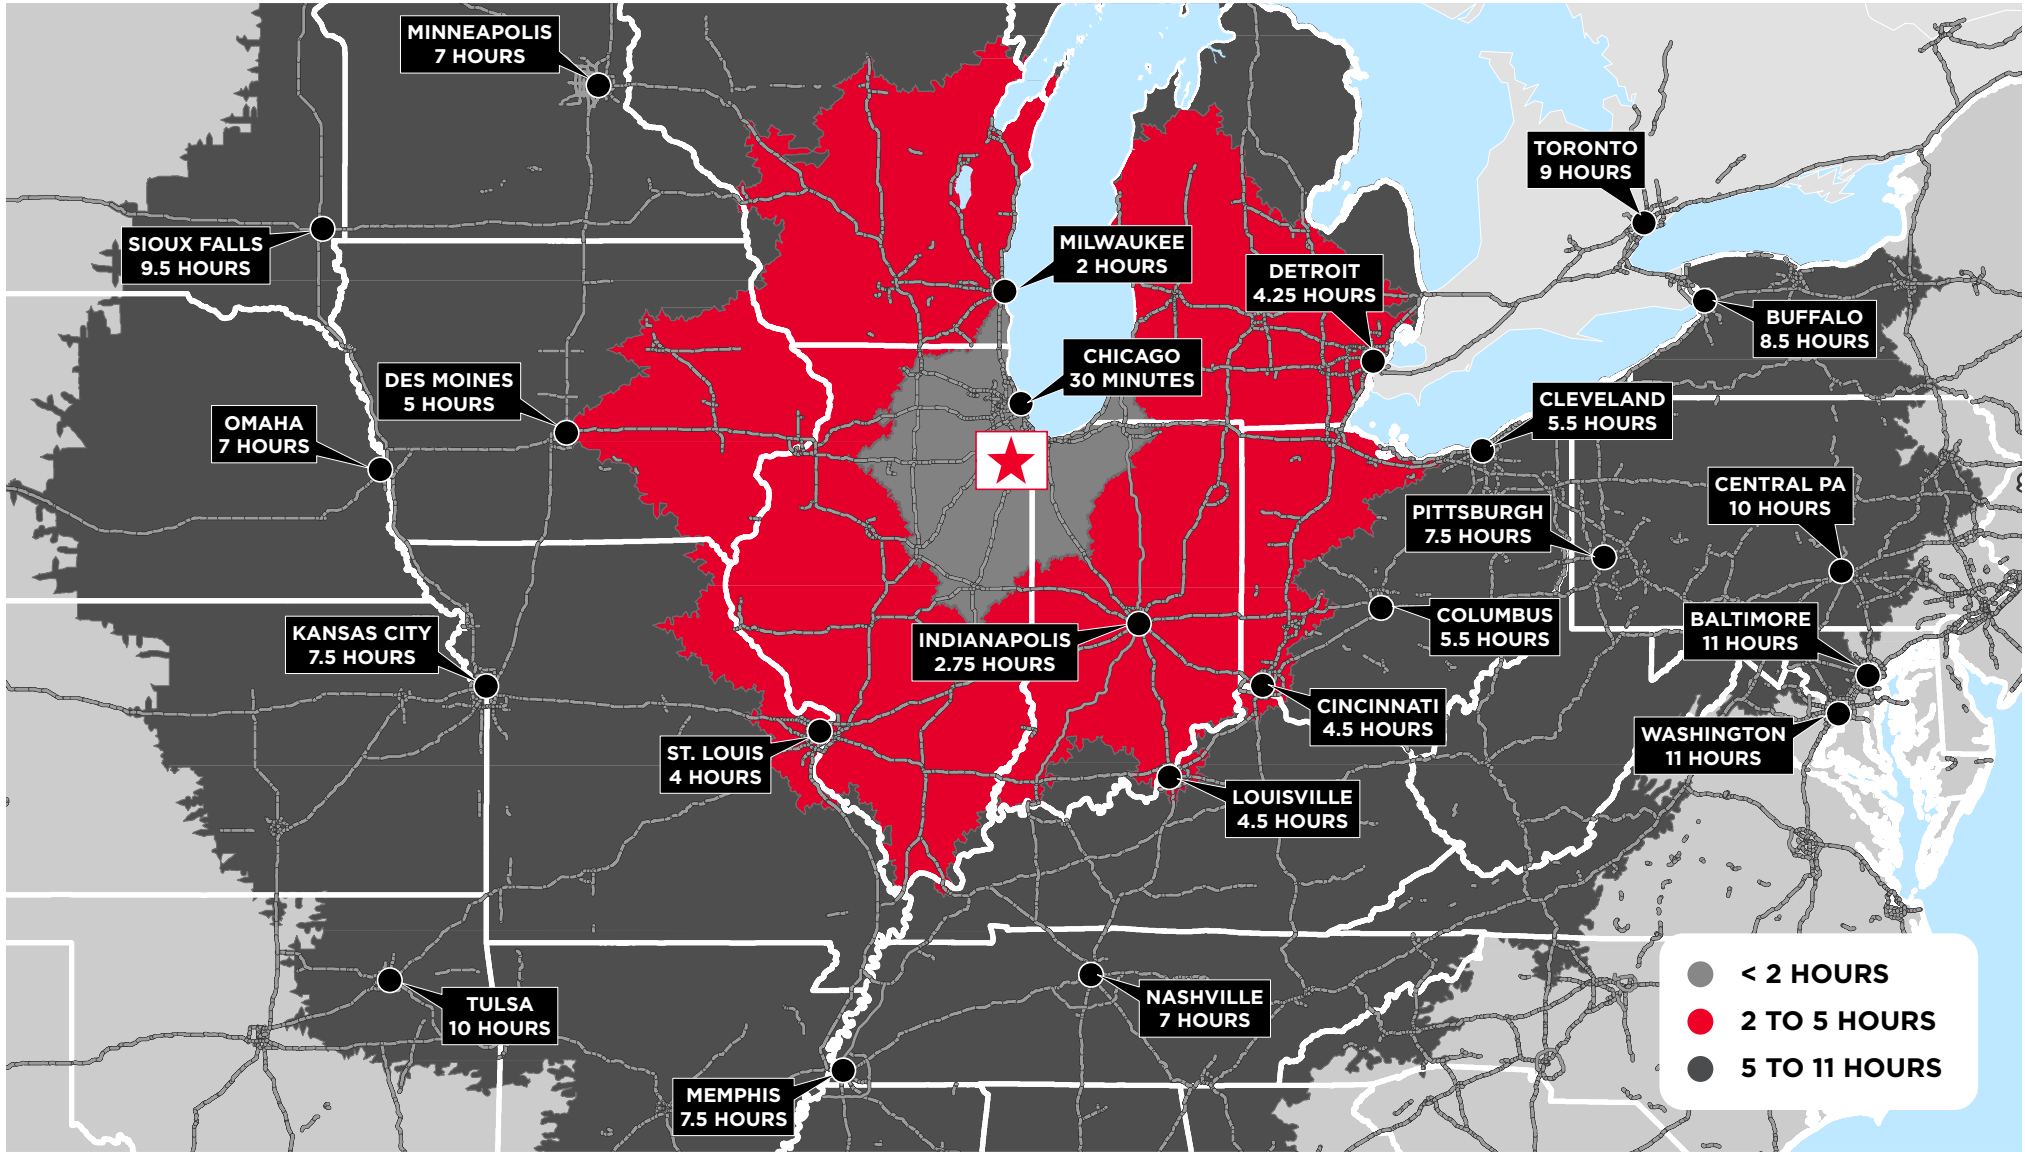 MINNEAPOLIS
7 HOURS
TORONTO
9 HOURS
SIOUX FALLS
9.5 HOURS
MILWAUKEE
2 HOURS
DETROIT
4.25 HOURS
BUFFALO
8.5 HOURS
CHICAGO
30 MINUTES
DES MOINES
5 HOURS
CLEVELAND
5.5 HOURS
OMAHA
7 HOURS
CENTRAL PA
10 HOURS
PITTSBURGH
7.5 HOURS
COLUMBUS
5.5 HOURS
BALTIMORE
11 HOURS
KANSAS CITY
7.5 HOURS
INDIANAPOLIS
2.75 HOURS
CINCINNATI
4.5 HOURS
WASHINGTON
11 HOURS
ST. LOUIS
4 HOURS
LOUISVILLE
4.5 HOURS
TULSA
10 HOURS
NASHVILLE
7 HOURS
MEMPHIS
7.5 HOURS
< 2 HOURS
2 TO 5 HOURS
5 TO 11 HOURS